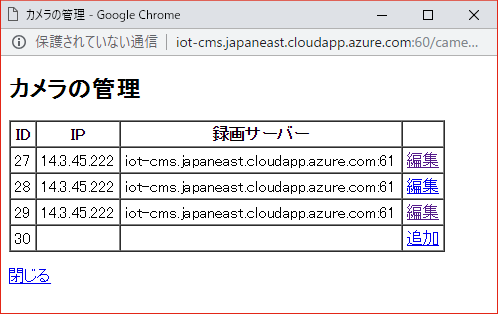 カメラの管理 - Google Chrome
保護されていない通信 | iot-cms.japaneast.cloudapp.azure.com:60/came...
カメラの管理
ID IP 録画サーバー
27 14.3.45.222 iot-cms.japaneast.cloudapp.azure.com:61 編集
28 14.3.45.222 iot-cms.japaneast.cloudapp.azure.com:61 編集
29 14.3.45.222 iot-cms.japaneast.cloudapp.azure.com:61 編集
30 追加
閉じる